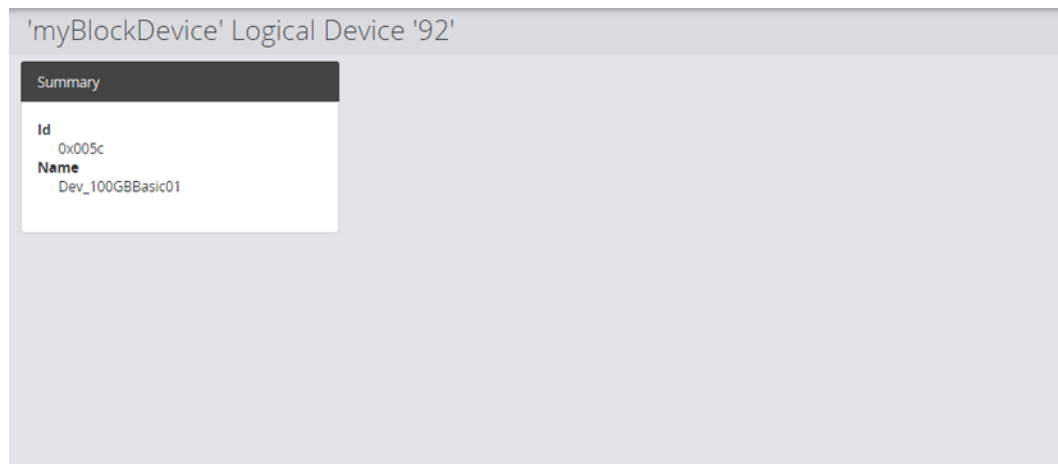 'myBlockDevice' Logical Device '92'
Summary
Id
0x005c
Name
Dev_100GBBasic01